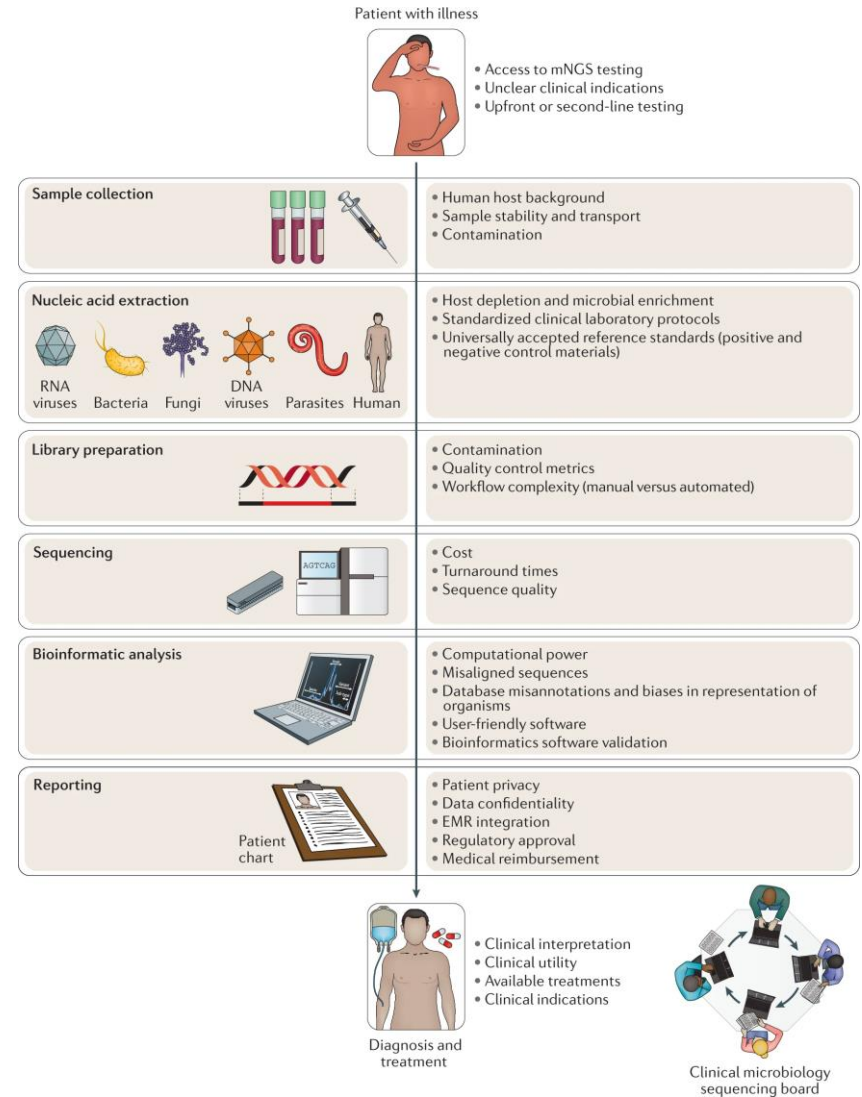 Patient with illness
• Access to mNGS testing
• Unclear clinical indications
• Upfront or second-line testing
Sample collection
• Human host background
• Sample stability and transport
• Contamination
Nucleic acid extraction
RNA
viruses
Bacteria
Fungi
DNA
viruses
Parasites
Human
• Host depletion and microbial enrichment
• Standardized clinical laboratory protocols
• Universally accepted reference standards (positive and
negative control materials)
Library preparation
• Contamination
• Quality control metrics
• Workflow complexity (manual versus automated)
Sequencing
AGTCAG
• Cost
• Turnaround times
• Sequence quality
Bioinformatic analysis
• Computational power
• Misaligned sequences
• Database misannotations and biases in representation of
organisms
• User-friendly software
• Bioinformatics software validation
Reporting
Patient
chart
• Patient privacy
• Data confidentiality
• EMR integration
• Regulatory approval
• Medical reimbursement
• Clinical interpretation
• Clinical utility
• Available treatments
• Clinical indications
Diagnosis and
treatment
Clinical microbiology
sequencing board